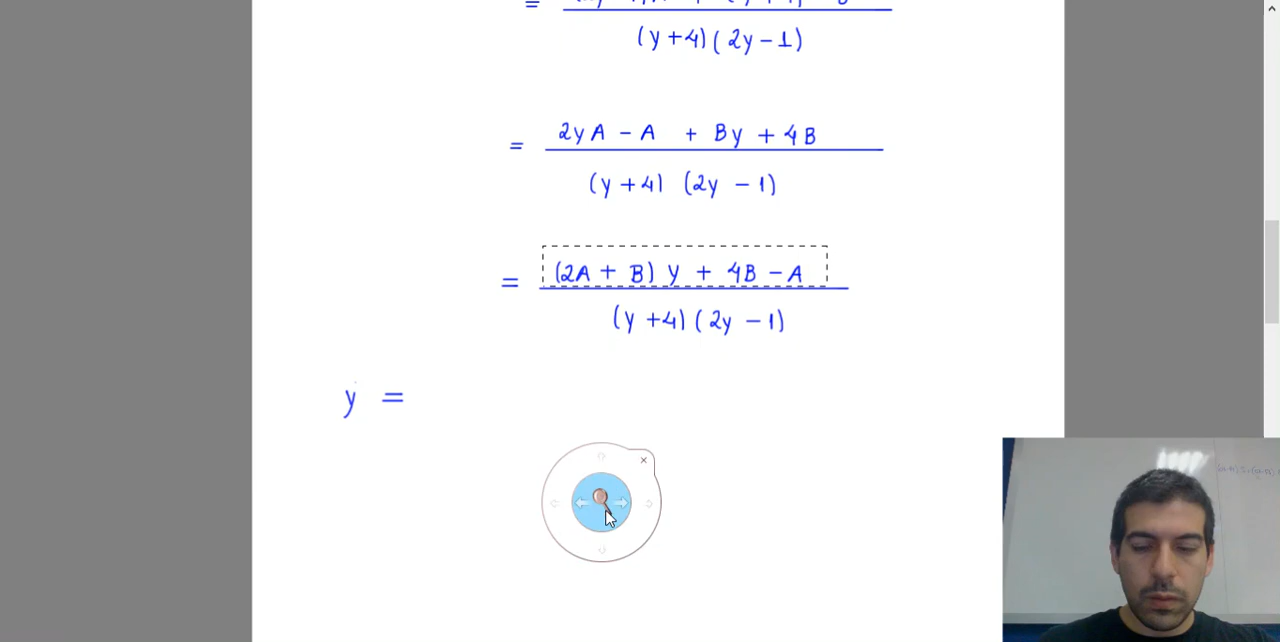 =
(y+4)(2y-1)
= 2yA - A + By + 4B
(y+4) (2y - 1)
= (2A + B) y + 4B - A
(y +4)(2y - 1)
y =